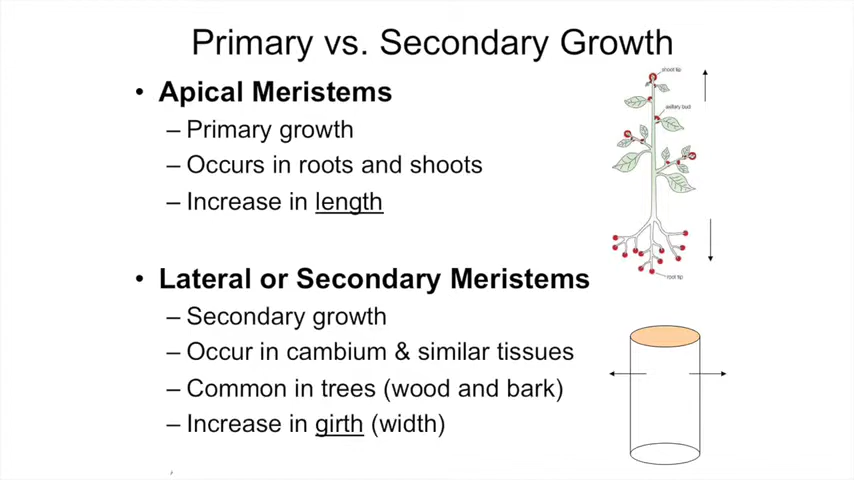 Primary vs. Secondary Growth
• Apical Meristems
– Primary growth
– Occurs in roots and shoots
– Increase in length
shoot tip
axillary bud
root tip
• Lateral or Secondary Meristems
– Secondary growth
– Occur in cambium & similar tissues
– Common in trees (wood and bark)
– Increase in girth (width)